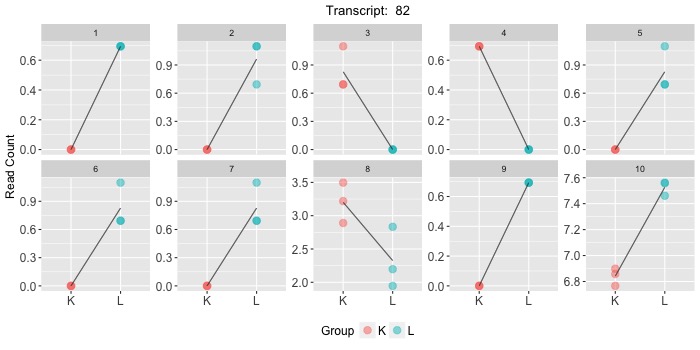 Transcript: 82
1 2 3 4 5
0.6 0.4 0.2 0.0
0.9 0.6 0.3 0.0
0.9 0.6 0.3 0.0
0.6 0.4 0.2 0.0
0.9 0.6 0.3 0.0
Read Count
6 7 8 9 10
0.9 0.6 0.3 0.0
0.9 0.6 0.3 0.0
3.5 3.0 2.5 2.0
0.6 0.4 0.2 0.0
7.6 7.4 7.2 7.0 6.8
K L K L K L K L K L
Group K L